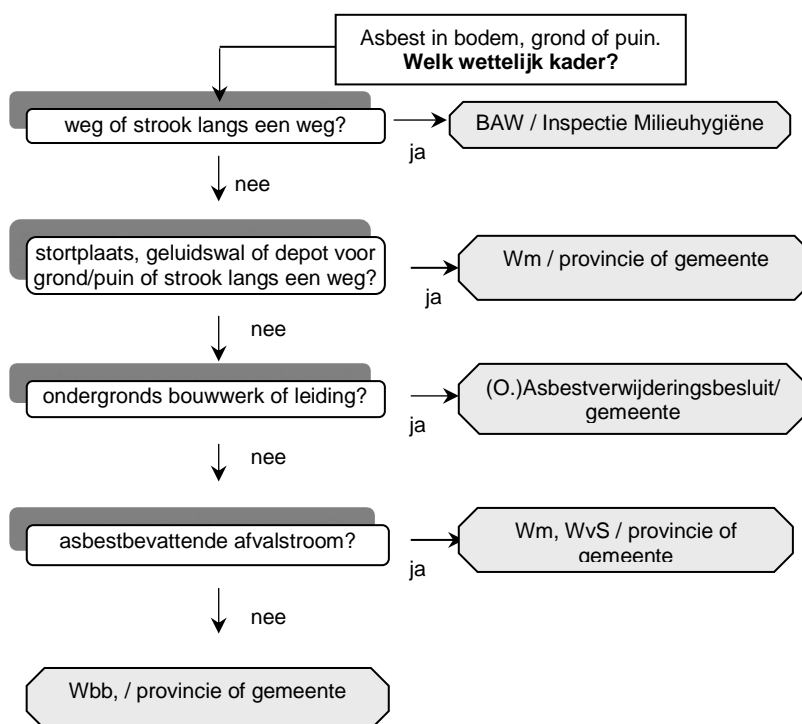 Asbest in bodem, grond of puin.
Welk wettelijk kader?
weg of strook langs een weg?
ja
BAW / Inspectie Milieuhygiëne
nee
stortplaats, geluidswal of depot voor
grond/puin of strook langs een weg?
ja
Wm / provincie of gemeente
nee
ondergronds bouwwerk of leiding?
ja
(O.)Asbestverwijderingsbesluit/
gemeente
nee
asbestbevattende afvalstroom?
ja
Wm, WvS / provincie of
gemeente
nee
Wbb, / provincie of gemeente